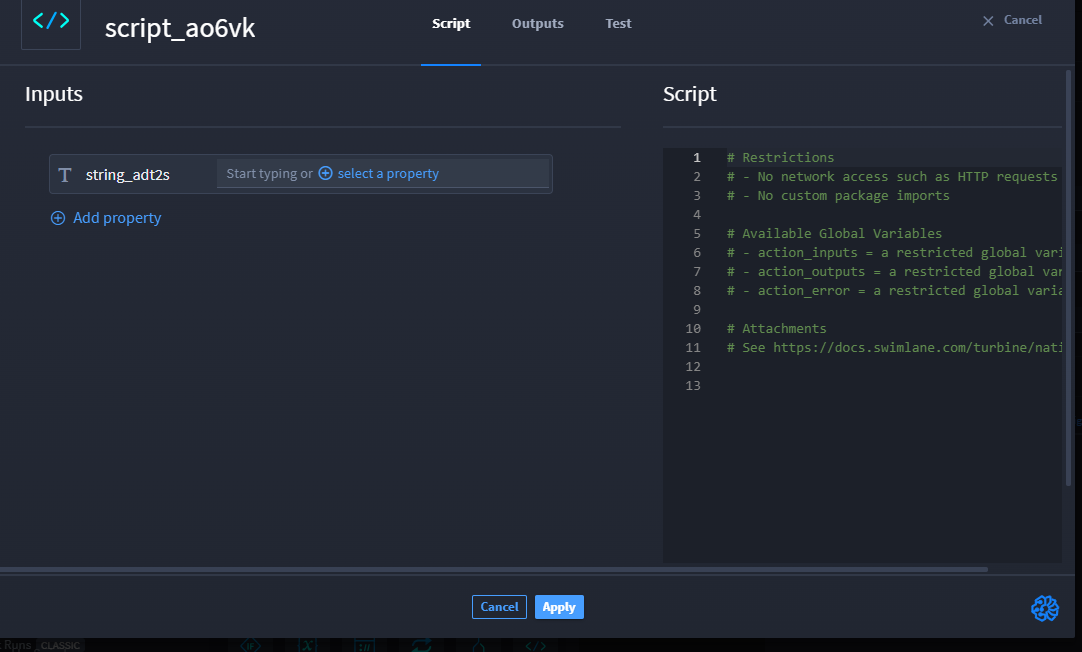 script_ao6vk
Script
Outputs
Test
Cancel
Inputs
string_adt2s
Start typing or select a property
Add property
Script
1 # Restrictions
2 # - No network access such as HTTP requests
3 # - No custom package imports
4
5 # Available Global Variables
6 # - action_inputs = a restricted global vari
7 # - action_outputs = a restricted global var
8 # - action_error = a restricted global varia
9
10 # Attachments
11 # See https://docs.swimlane.com/turbine/nati
12
13
Cancel
Apply
Runs CLASSIC